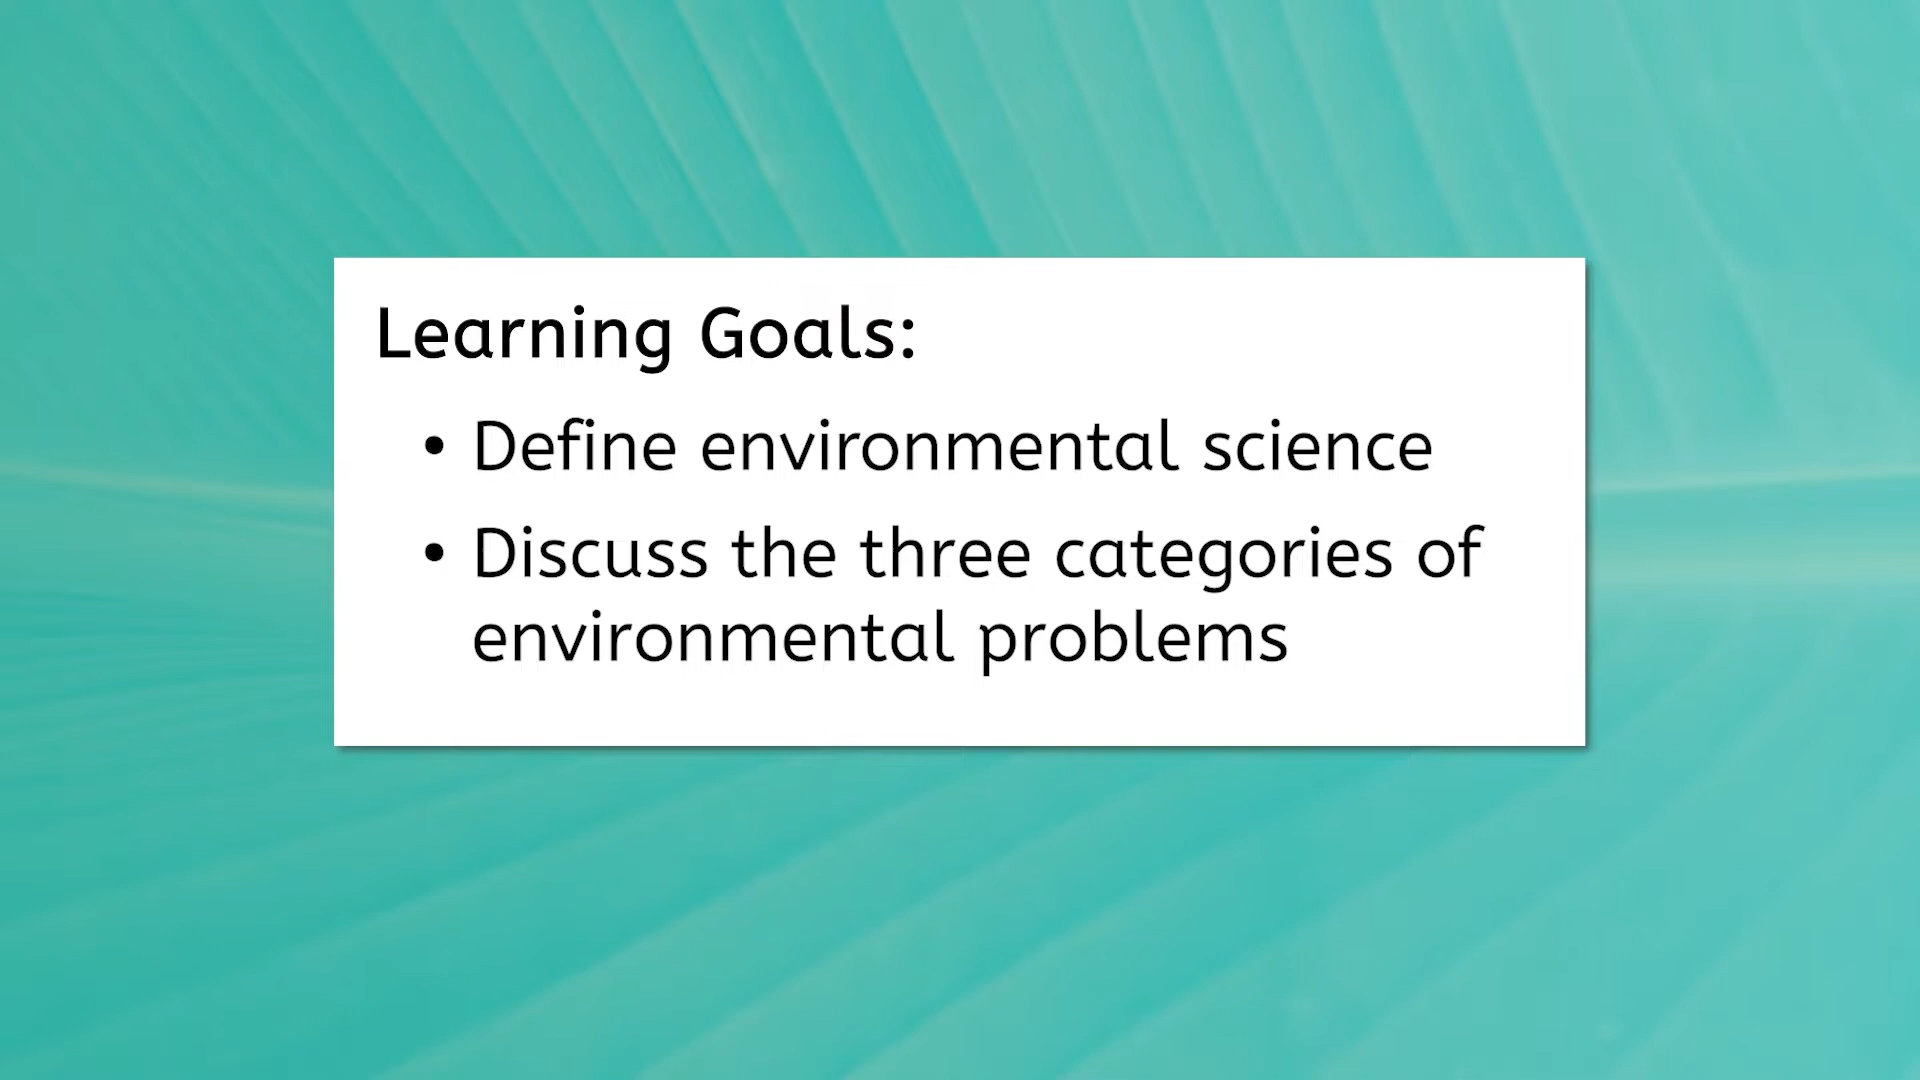 Learning Goals:
• Define environmental science
• Discuss the three categories of
environmental problems